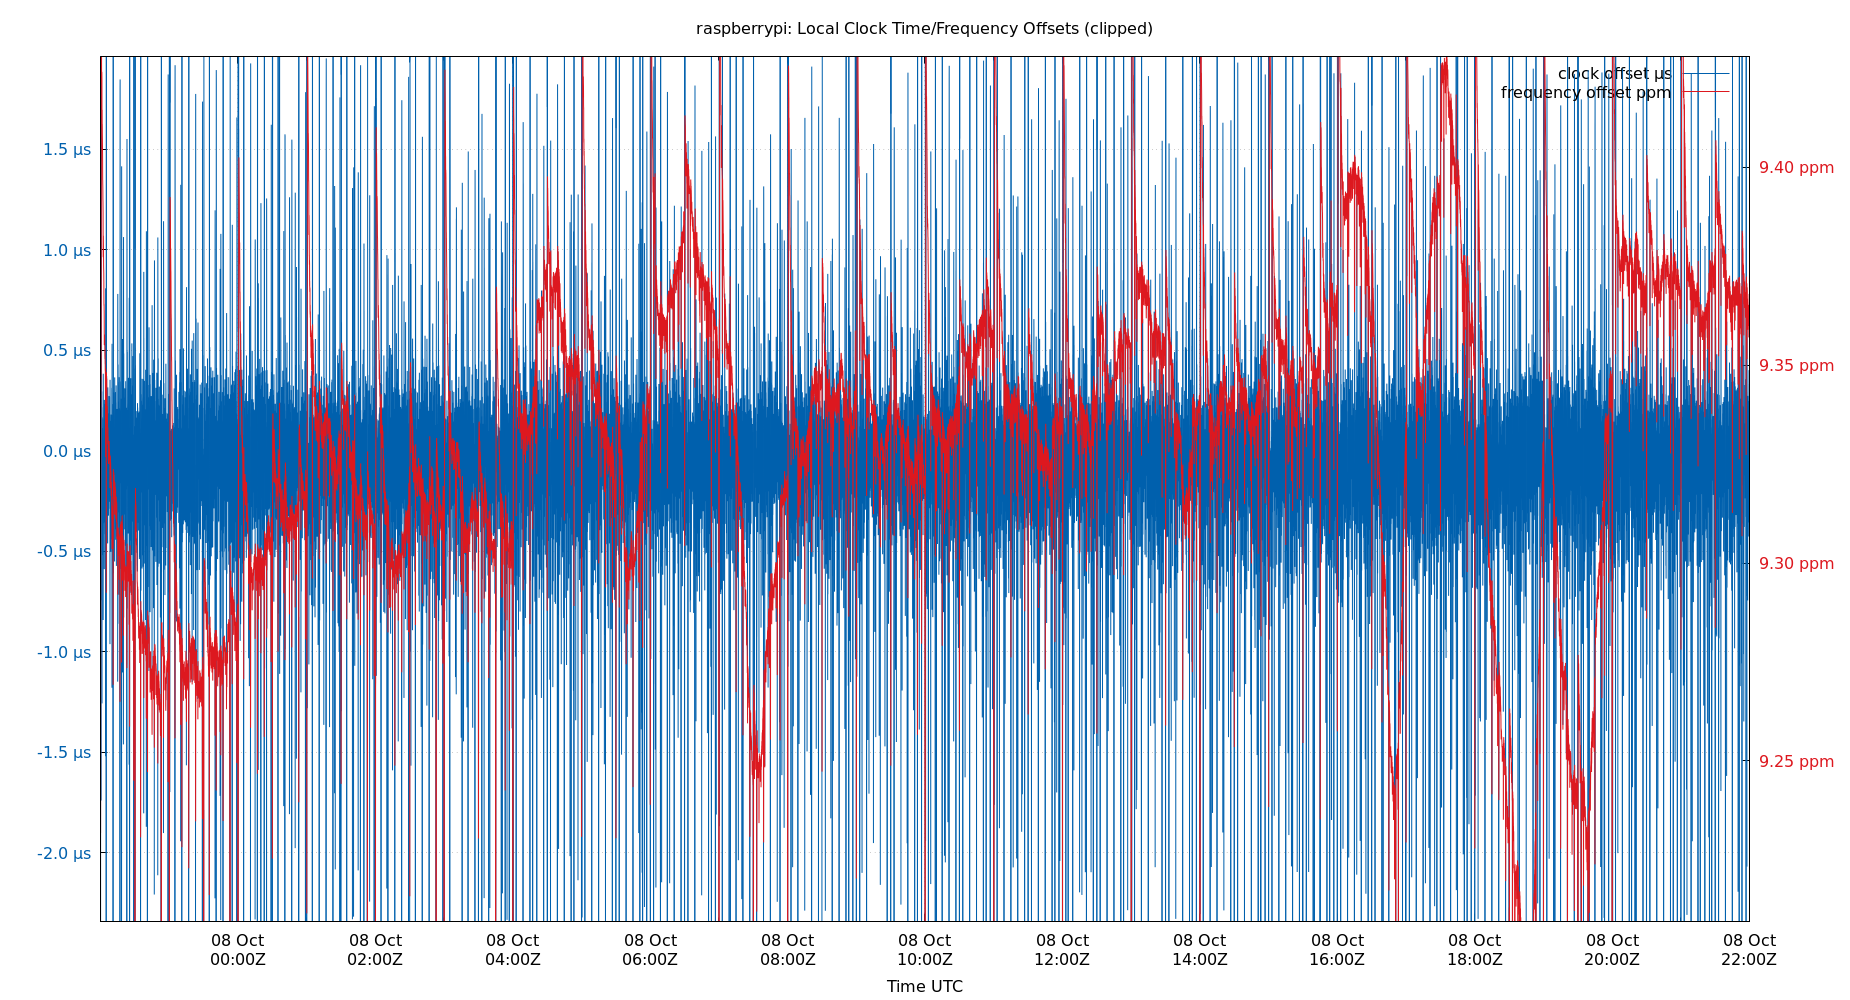 raspberrypi: Local Clock Time/Frequency Offsets (clipped)
clock offset µs
frequency offset ppm
1.5 µs
1.0 µs
0.5 µs
0.0 µs
-0.5 µs
-1.0 µs
-1.5 µs
-2.0 µs
9.40 ppm
9.35 ppm
9.30 ppm
9.25 ppm
08 Oct
00:00Z
08 Oct
02:00Z
08 Oct
04:00Z
08 Oct
06:00Z
08 Oct
08:00Z
08 Oct
10:00Z
08 Oct
12:00Z
08 Oct
14:00Z
08 Oct
16:00Z
08 Oct
18:00Z
08 Oct
20:00Z
08 Oct
22:00Z
Time UTC